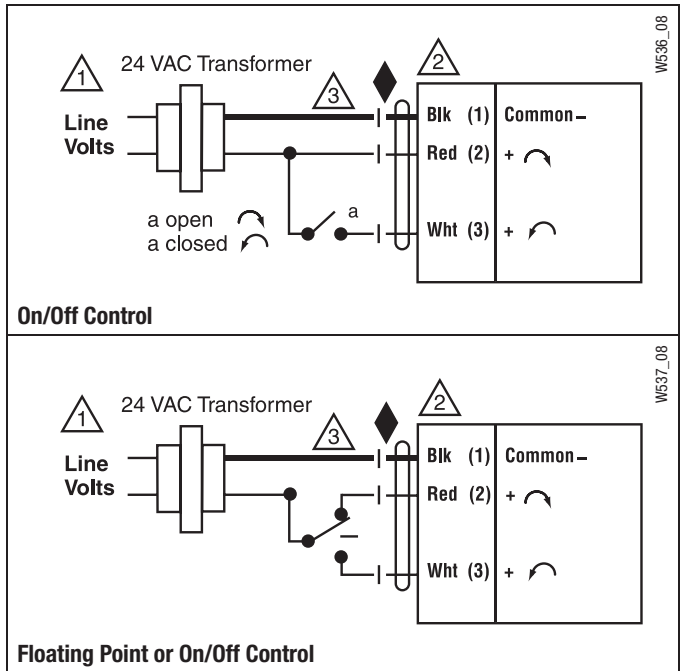 W536_08
1
24 VAC Transformer
3
2
Line
Volts
Blk (1) Common –
Red (2) +
a
a open
a closed
Wht (3) +
On/Off Control
W537_08
1
24 VAC Transformer
3
2
Line
Volts
Blk (1) Common –
Red (2) +
Wht (3) +
Floating Point or On/Off Control